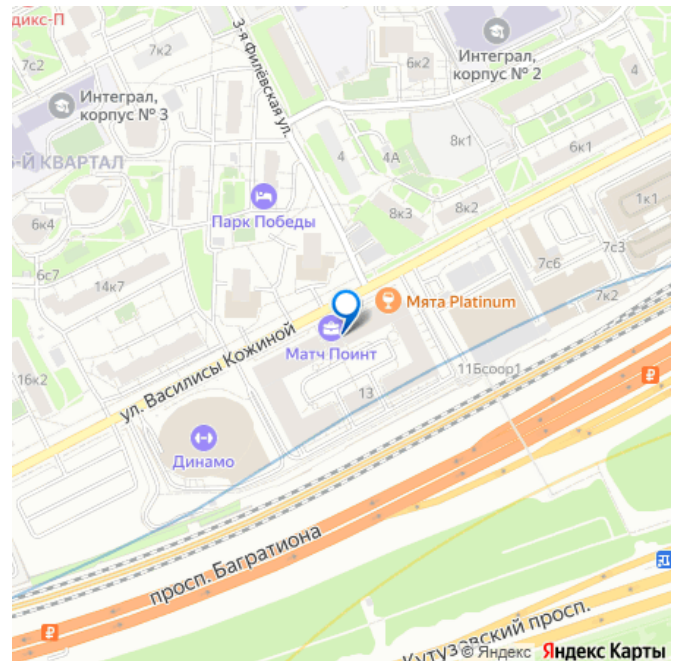 дикс-П
7с2
7к2
3-я Филёвская ул.
6к2
Интеграл,
корпус № 2
4
Интеграл,
корпус № 3
8к1
6к1
4
4А
-Й КВАРТАЛ
1к1
Парк Победы
8к3
8к2
6к4
7с3
7с6
6с7
14к7
7к2
Мята Platinum
Матч Поинт
ул. Василисы Кожиной
11Бсоор1
16к2
13
Динамо
просп. Багратиона
Кутузовский просп.
© Яндекс Яндекс Карты